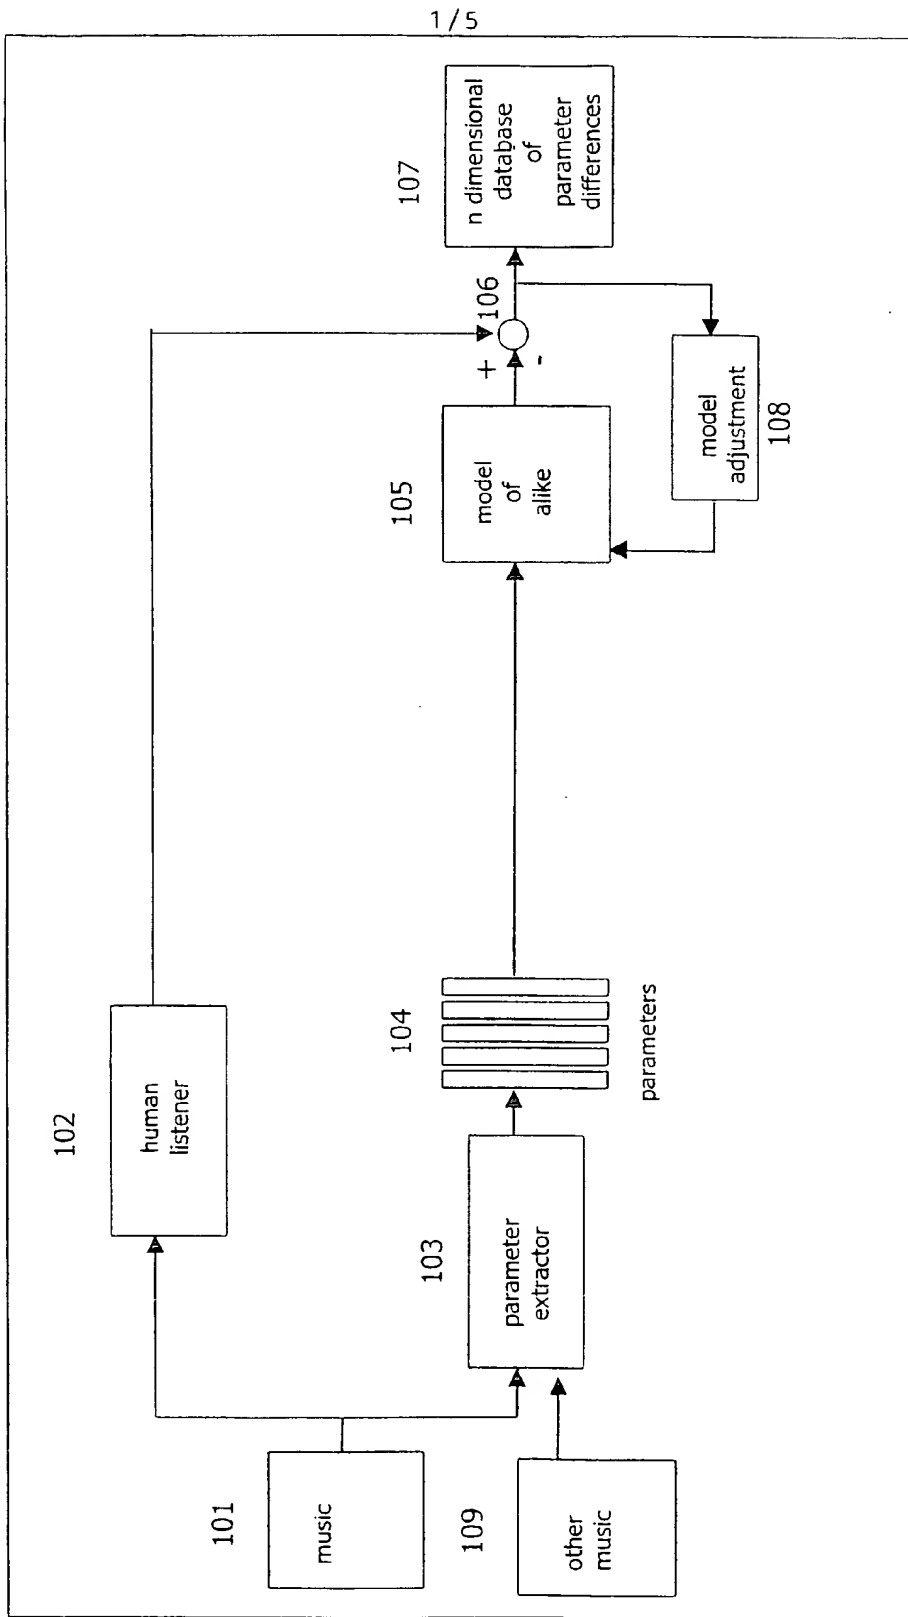 1/5
101
music
109
other
music
102
human
listener
103
parameter
extractor
104
parameters
105
model
of
alike
+
-
106
107
n dimensional
database
of
parameter
differences
model
adjustment
108